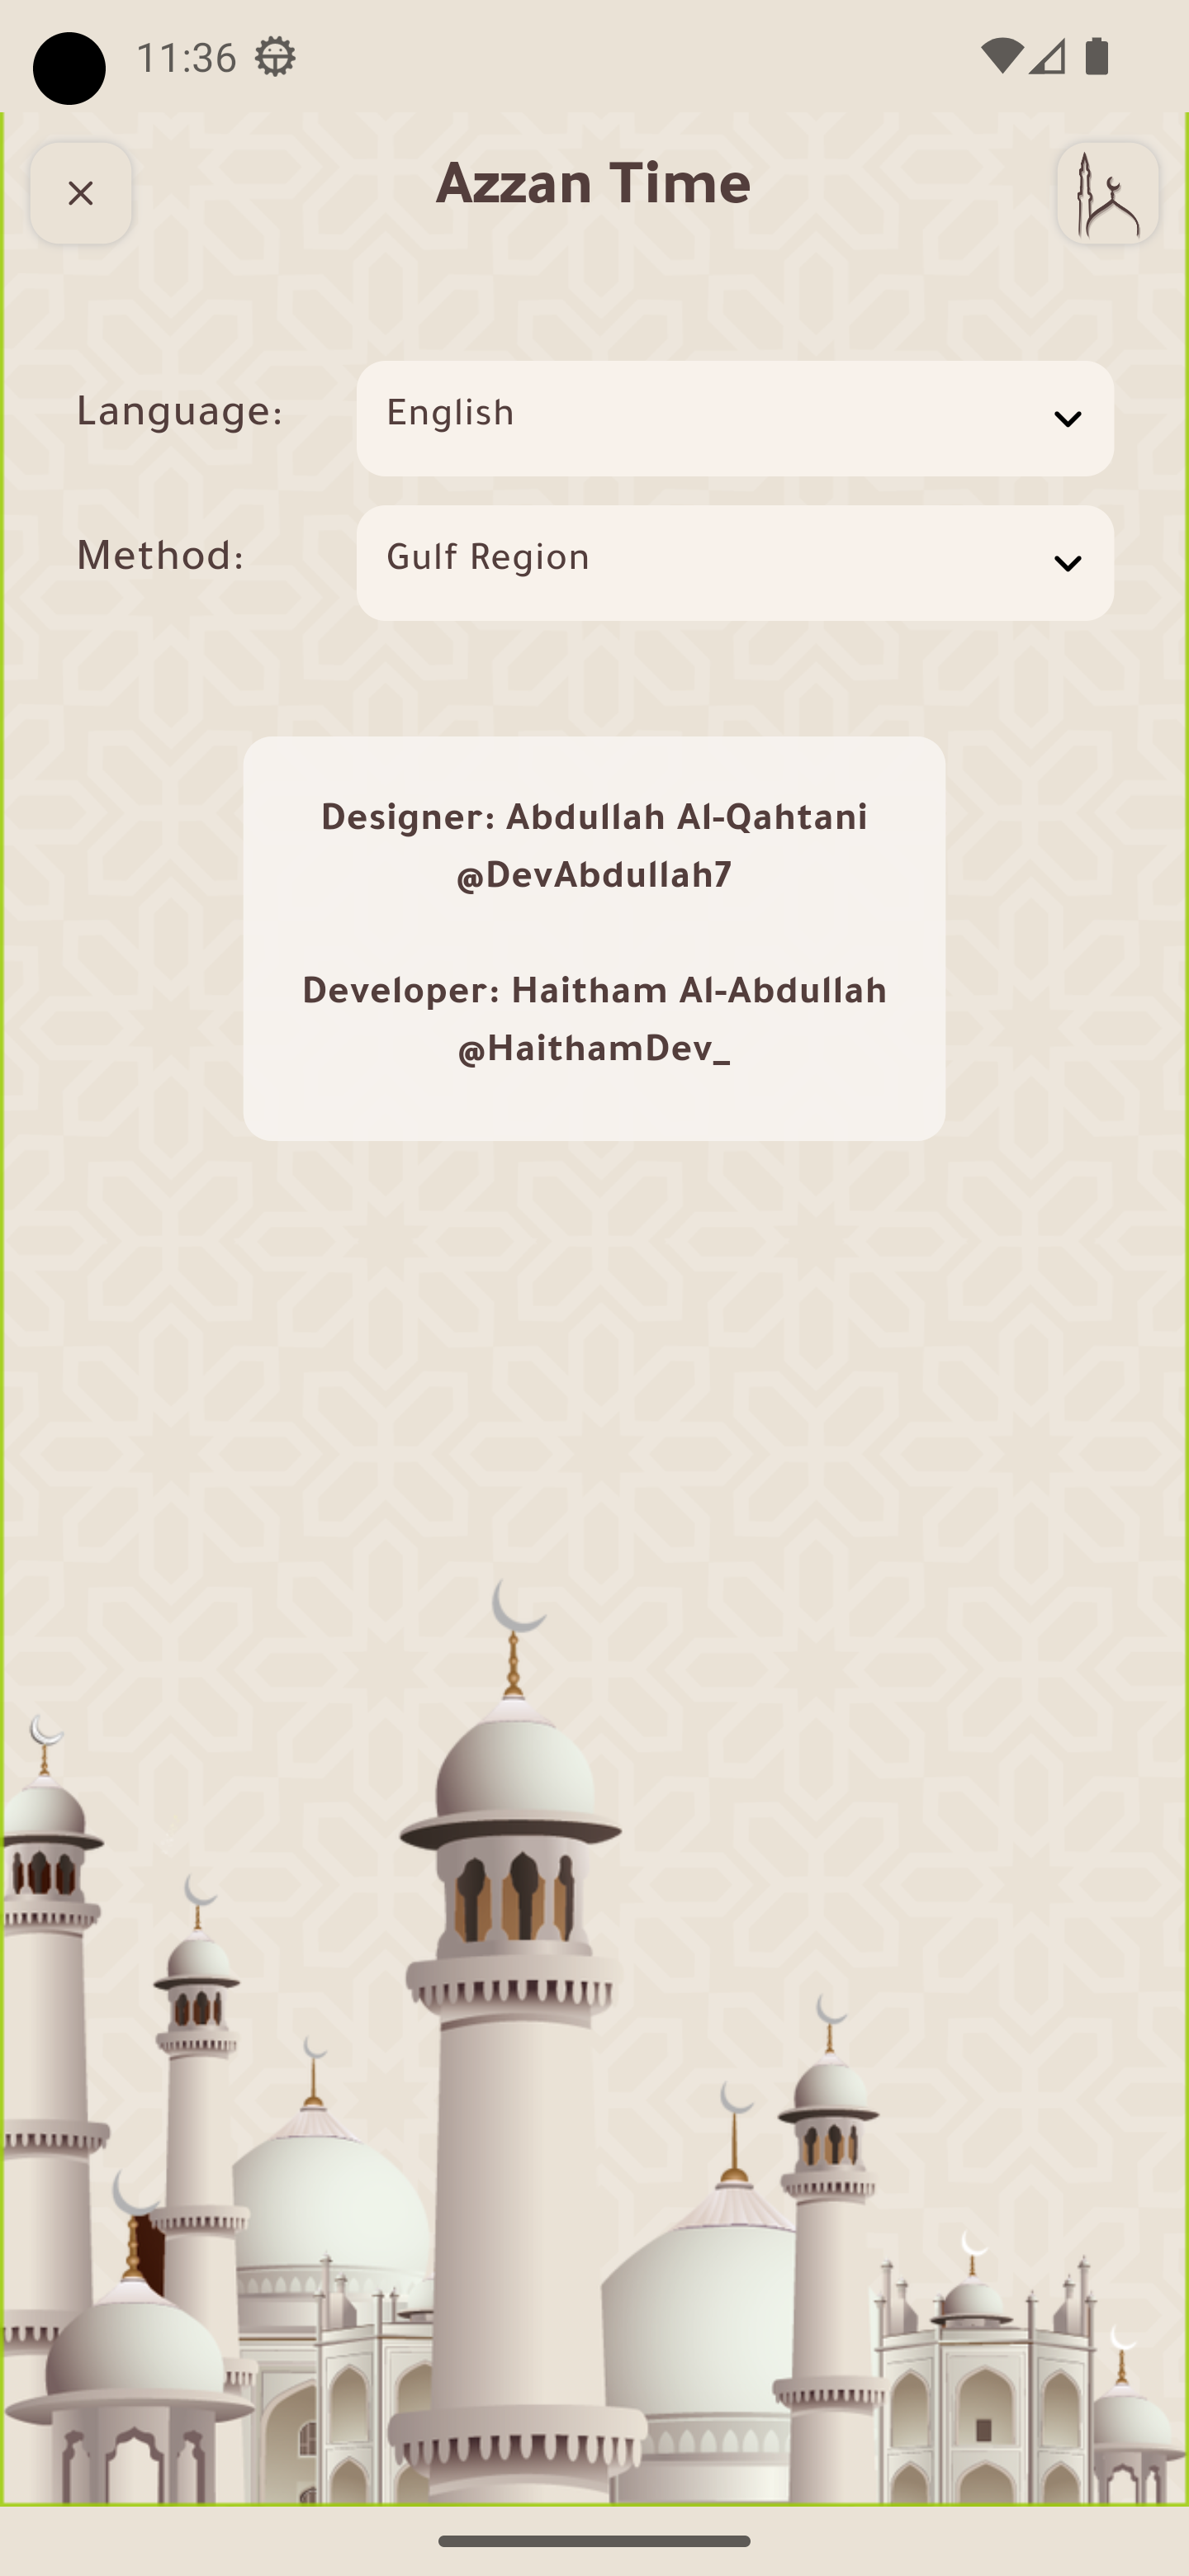 11:36
Azzan Time
Language:
English
Method:
Gulf Region
Designer: Abdullah Al-Qahtani
@DevAbdullah7
Developer: Haitham Al-Abdullah
@HaithamDev_